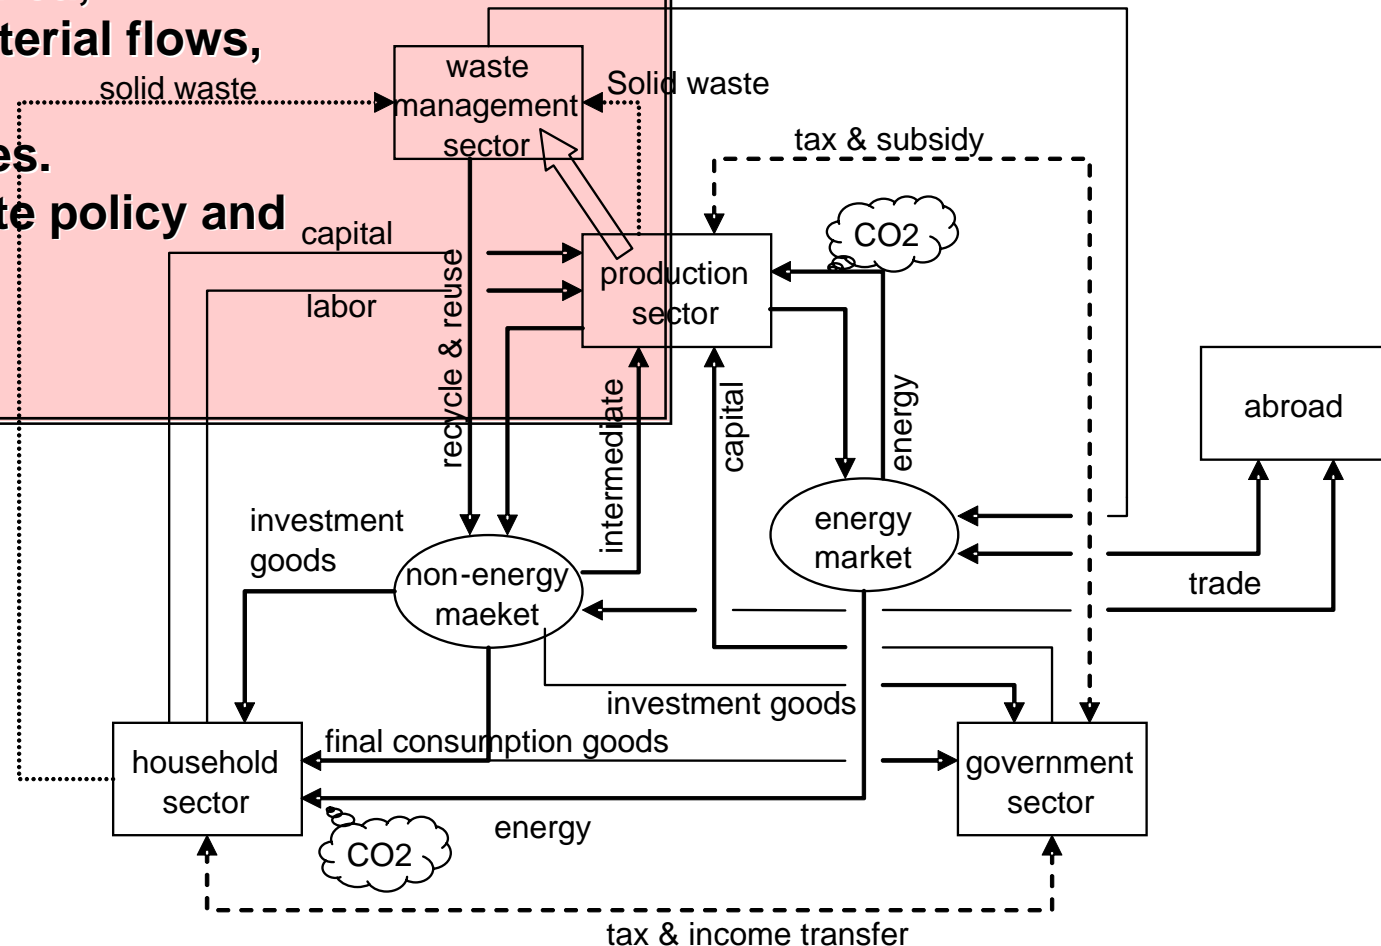 terial flows,
waste
management
sector
solid waste
Solid waste
tax & subsidy
es.
te policy and
capital
CO2
labor
recycle & reuse
production
sector
intermediate
capital
energy
abroad
investment
goods
energy
market
non-energy
maeket
trade
investment goods
final consumption goods
household
sector
government
sector
energy
CO2
tax & income transfer